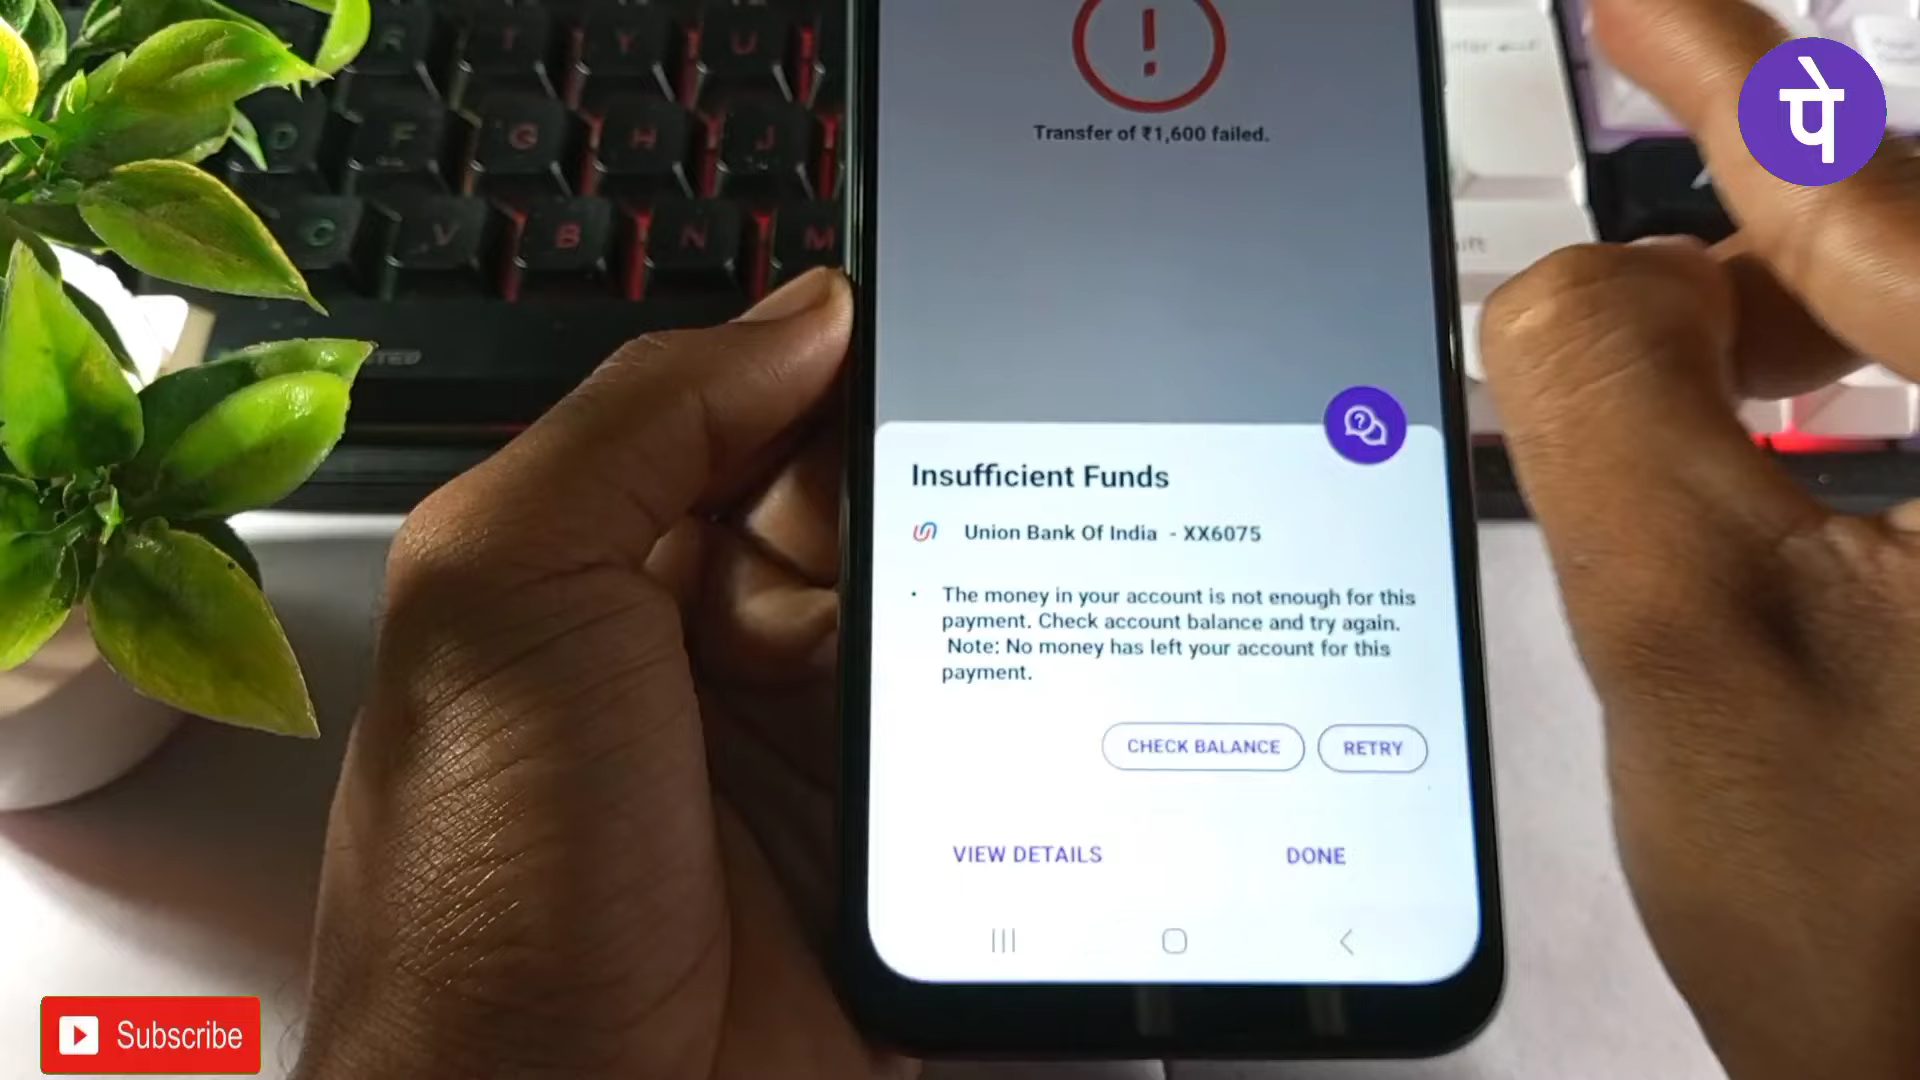 R T Y U
D F G H J
पे
Transfer of ₹1,600 failed.
C V B N M
Insufficient Funds
Union Bank Of India - XX6075
· The money in your account is not enough for this
payment. Check account balance and try again.
Note: No money has left your account for this
payment.
CHECK BALANCE RETRY
VIEW DETAILS DONE
Subscribe